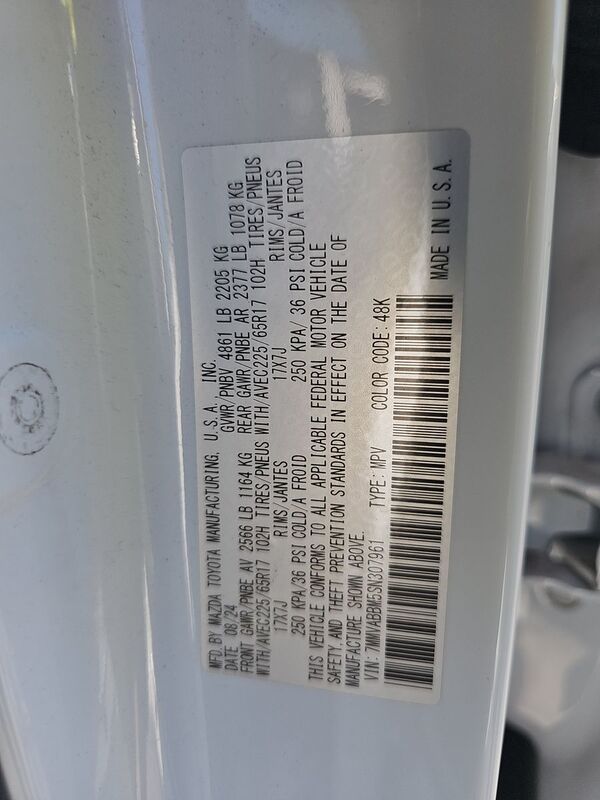 MFD. BY MAZDA TOYOTA MANUFACTURING, U.S.A., INC.
DATE 08/24 GVWR/PNBV 4861 LB 2205 KG
FRONT GAWR/PNBE AV 2566 LB 1164 KG REAR GAWR/PNBE AR 2377 LB 1078 KG
WITH/AVEC225/65R17 102H TIRES/PNEUS WITH/AVEC225/65R17 102H TIRES/PNEUS
17X7J RIMS/JANTES 17X7J RIMS/JANTES
250 KPA/36 PSI COLD/A FROID 250 KPA/ 36 PSI COLD/A FROID
THIS VEHICLE CONFORMS TO ALL APPLICABLE FEDERAL MOTOR VEHICLE
SAFETY, AND THEFT PREVENTION STANDARDS IN EFFECT ON THE DATE OF
MANUFACTURE SHOWN ABOVE.
VIN: 7MMVABBM5SN307961 TYPE: MPV COLOR CODE: 48K
MADE IN U.S.A.